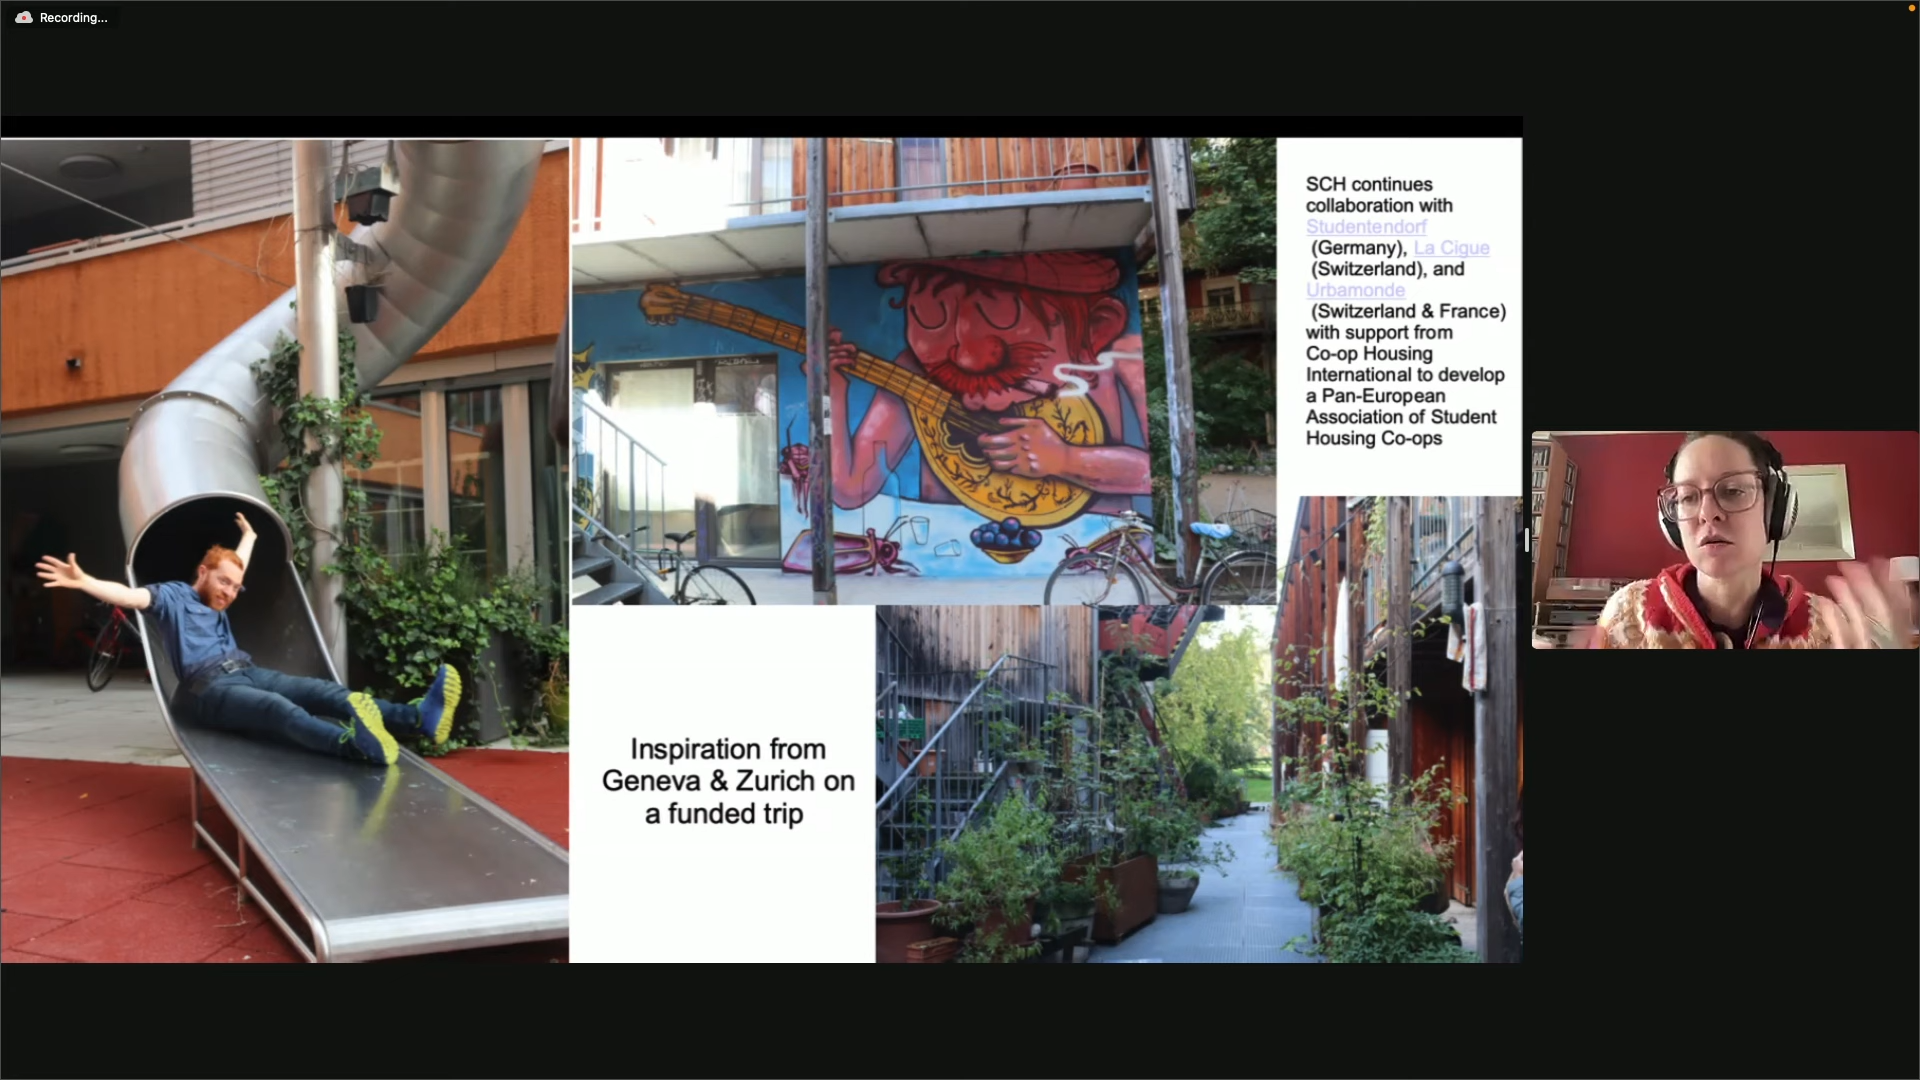 Recording...
SCH continues
collaboration with
Studentendorf
(Germany), La Cigue
(Switzerland), and
Urbamonde
(Switzerland & France)
with support from
Co-op Housing
International to develop
a Pan-European
Association of Student
Housing Co-ops
Inspiration from
Geneva & Zurich on
a funded trip